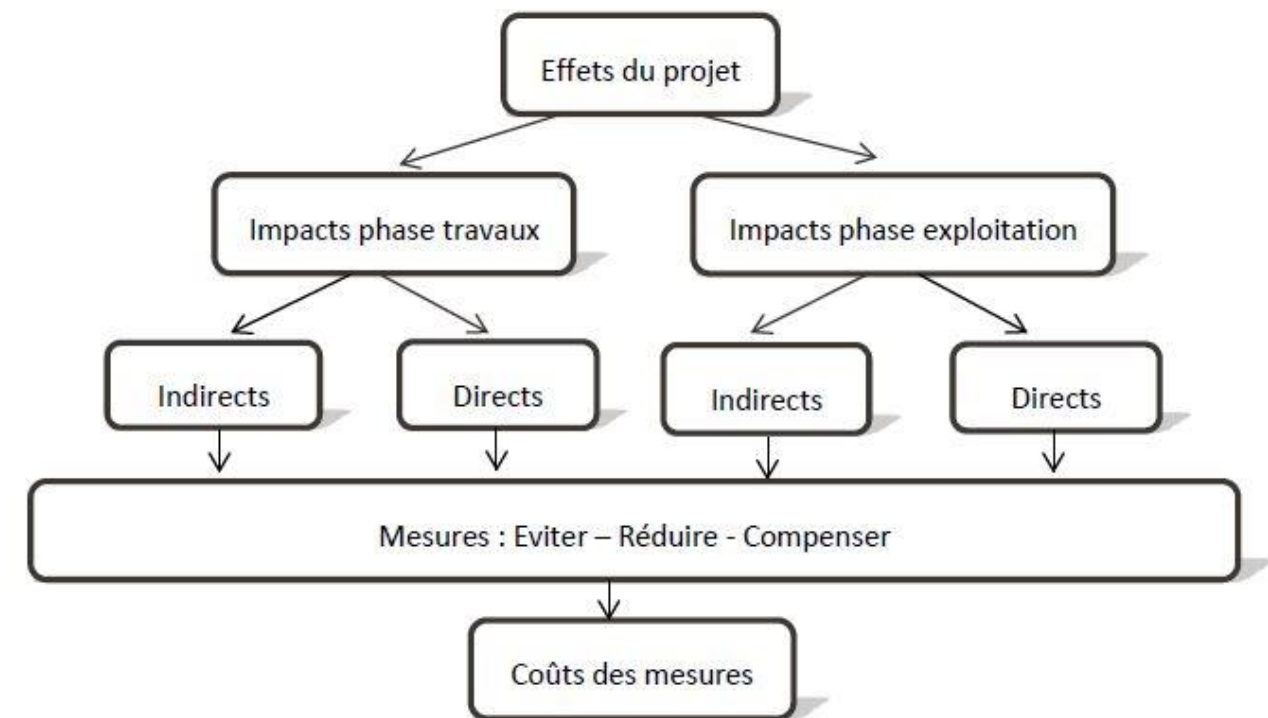 Effets du projet
Impacts phase travaux
Impacts phase exploitation
Indirects
Directs
Indirects
Directs
Mesures : Eviter – Réduire - Compenser
Coûts des mesures